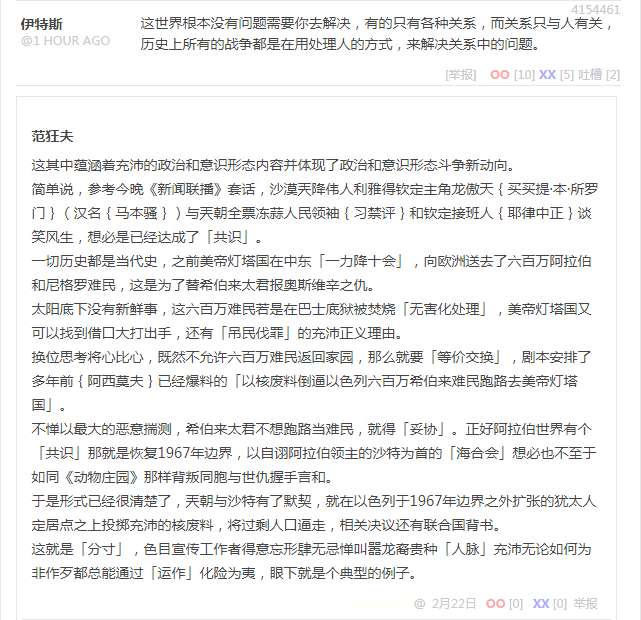 4154461
伊特斯
@1 HOUR AGO
这世界根本没有问题需要你去解决，有的只有各种关系，而关系只与人有关，
历史上所有的战争都是在用处理人的方式，来解决关系中的问题。
[举报] OO [10] XX [5] 吐槽 [2]
范狂夫
这其中蕴涵着充沛的政治和意识形态内容并体现了政治和意识形态斗争新动向。
简单说，参考今晚《新闻联播》套话，沙漠天降伟人利雅得钦定主角龙傲天｛买买提·本·所罗
门｝（汉名｛马本骚｝）与天朝全票冻蒜人民领袖｛习禁评｝和钦定接班人｛耶律中正｝谈
笑风生，想必是已经达成了「共识」。
一切历史都是当代史，之前美帝灯塔国在中东「一力降十会」，向欧洲送去了六百万阿拉伯
和尼格罗难民，这是为了替希伯来太君报奥斯维辛之仇。
太阳底下没有新鲜事，这六百万难民若是在巴士底狱被焚烧「无害化处理」，美帝灯塔国又
可以找到借口大打出手，还有「吊民伐罪」的充沛正义理由。
换位思考将心比心，既然不允许六百万难民返回家园，那么就要「等价交换」，剧本安排了
多年前｛阿西莫夫｝已经爆料的「以核废料倒逼以色列六百万希伯来难民跑路去美帝灯塔
国」。
不惮以最大的恶意揣测，希伯来太君不想跑路当难民，就得「妥协」。正好阿拉伯世界有个
「共识」那就是恢复1967年边界，以自诩阿拉伯领主的沙特为首的「海合会」想必也不至于
如同《动物庄园》那样背叛同胞与世仇握手言和。
于是形式已经很清楚了，天朝与沙特有了默契，就在以色列于1967年边界之外扩张的犹太人
定居点之上投掷充沛的核废料，将过剩人口逼走，相关决议还有联合国背书。
这就是「分寸」，色目宣传工作者得意忘形肆无忌惮叫嚣龙裔贵种「人脉」充沛无论如何为
非作歹都总能通过「运作」化险为夷，眼下就是个典型的例子。
@ 2月22日 OO [0] XX [0] 举报